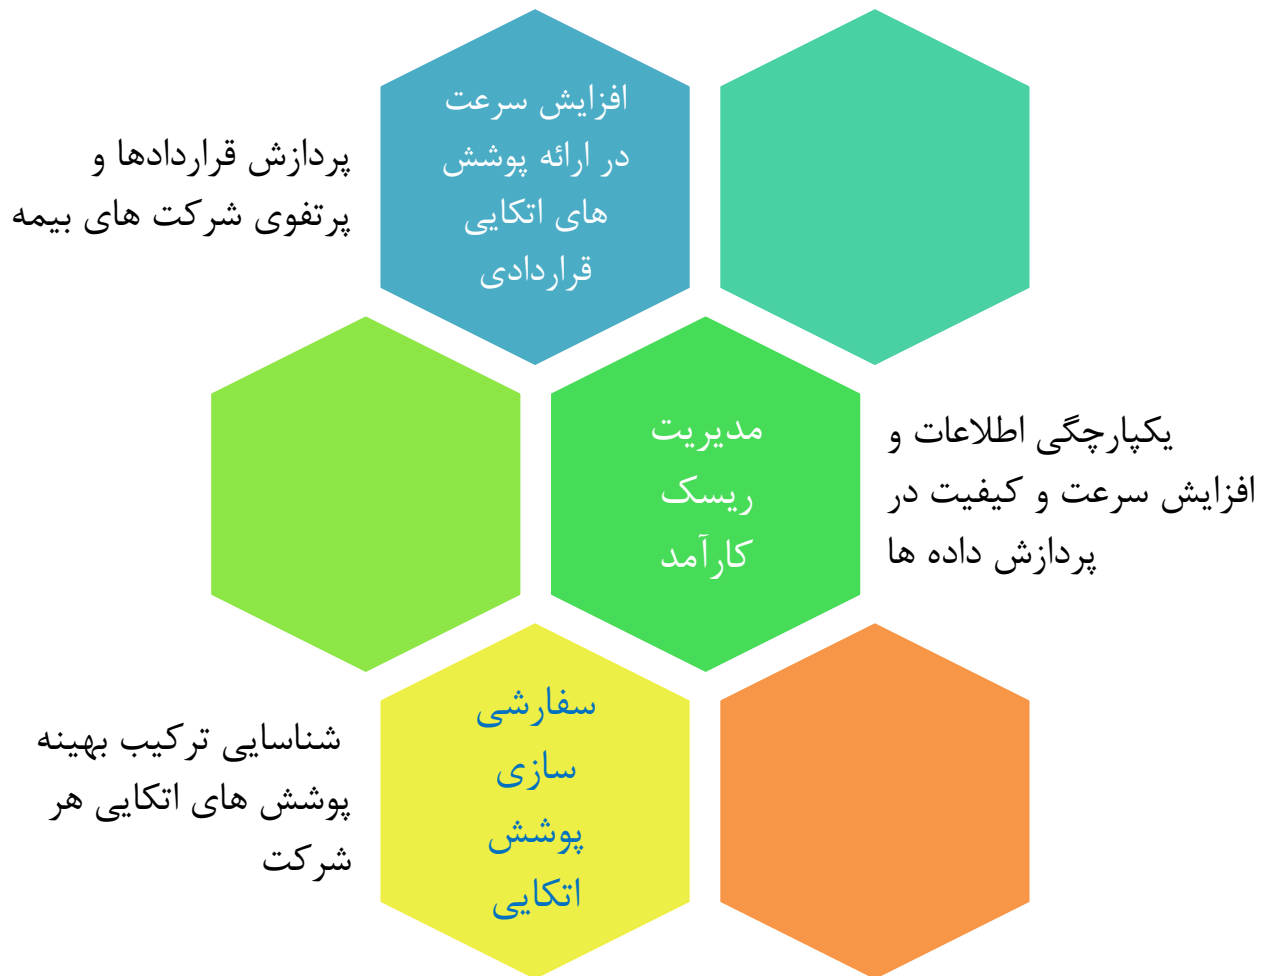 افزایش سرعت
در ارائه پوشش
های اتکایی
قراردادی
پردازش قراردادها و
پرتفوی شرکت های بیمه
مدیریت
ریسک
کارآمد
یکپارچگی اطلاعات و
افزایش سرعت و کیفیت در
پردازش داده ها
سفارشی
سازی
پوشش
اتکایی
شناسایی ترکیب بهینه
پوشش های اتکایی هر
شرکت